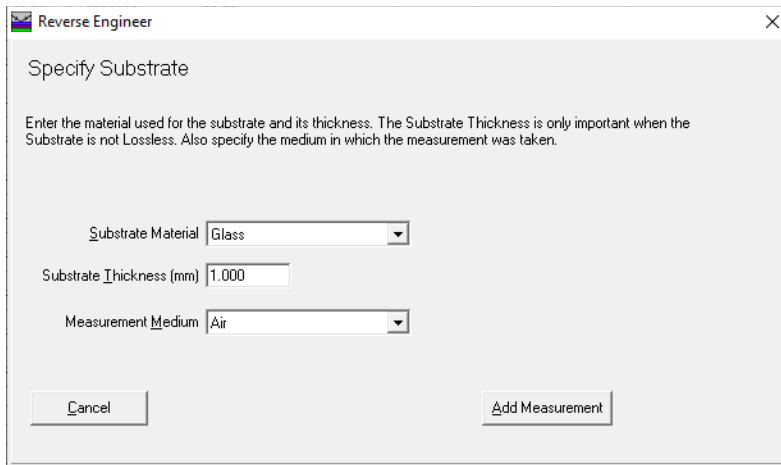 Reverse Engineer
Specify Substrate
Enter the material used for the substrate and its thickness. The Substrate Thickness is only important when the
Substrate is not Lossless. Also specify the medium in which the measurement was taken.
Substrate Material Glass
Substrate Thickness (mm) 1.000
Measurement Medium Air
Cancel Add Measurement